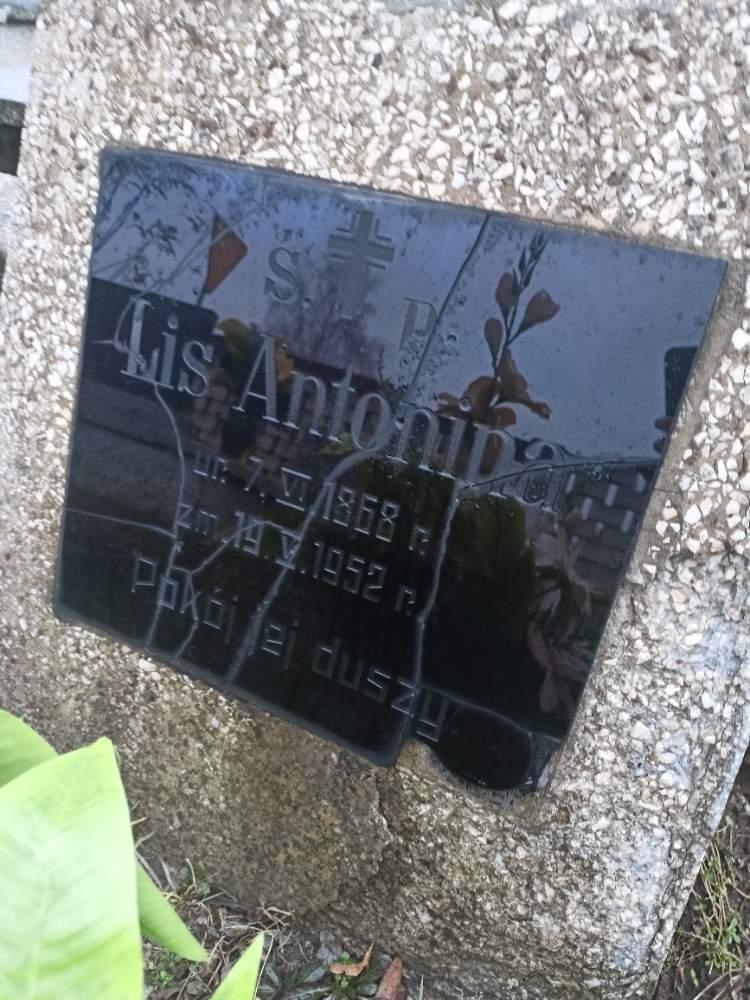 Ś. P.
Lis Antonina
ur. 7. VI 1868 r.
zm. 19 V. 1952 r.
Pokój jej duszy